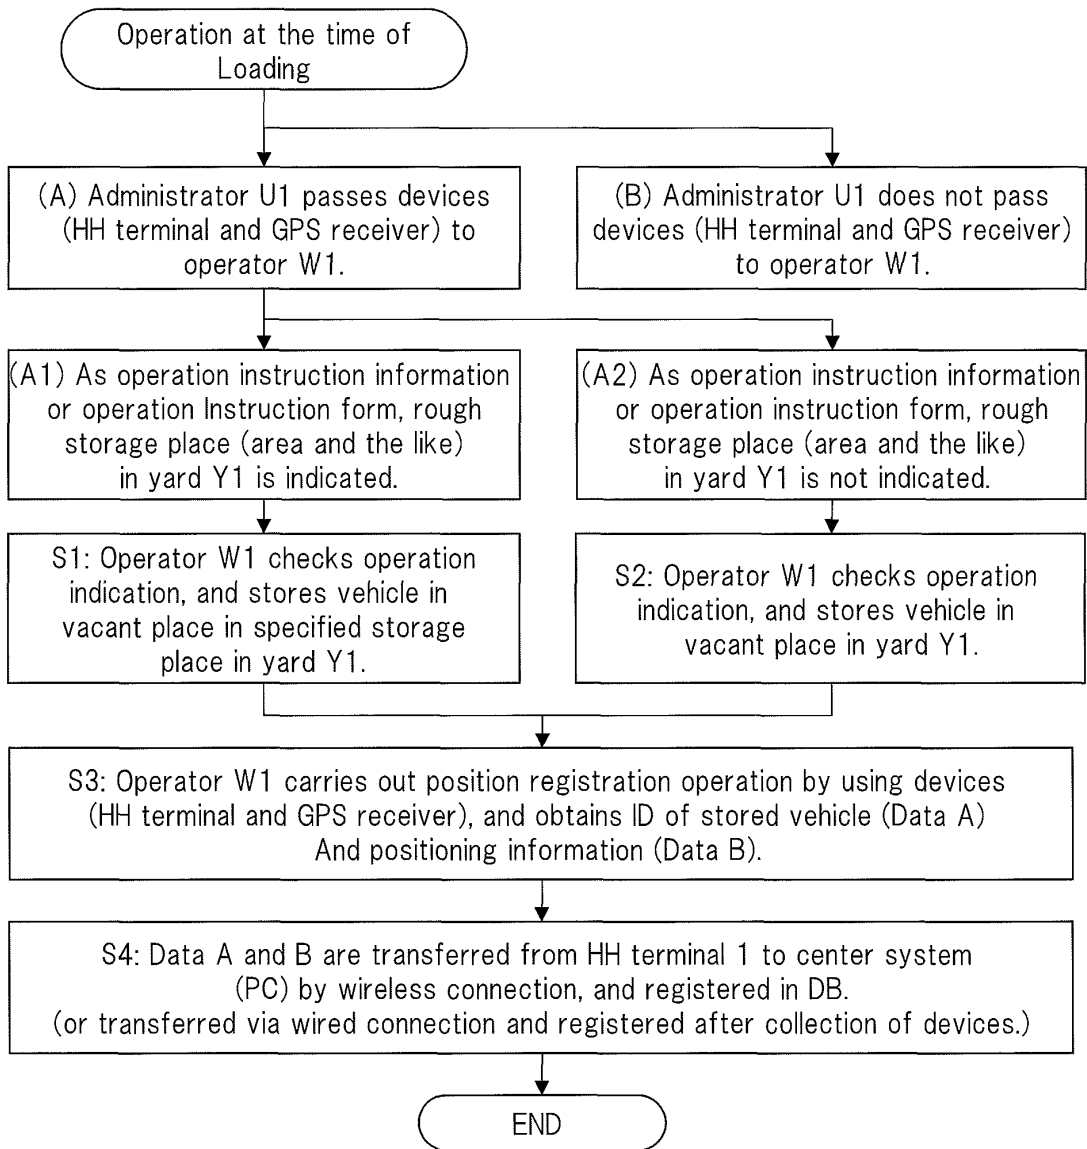 Operation at the time of
Loading
(A) Administrator U1 passes devices
(HH terminal and GPS receiver) to
operator W1.
(B) Administrator U1 does not pass
devices (HH terminal and GPS receiver)
to operator W1.
(A1) As operation instruction information
or operation Instruction form, rough
storage place (area and the like)
in yard Y1 is indicated.
(A2) As operation instruction information
or operation instruction form, rough
storage place (area and the like)
in yard Y1 is not indicated.
S1: Operator W1 checks operation
indication, and stores vehicle in
vacant place in specified storage
place in yard Y1.
S2: Operator W1 checks operation
indication, and stores vehicle in
vacant place in yard Y1.
S3: Operator W1 carries out position registration operation by using devices
(HH terminal and GPS receiver), and obtains ID of stored vehicle (Data A)
And positioning information (Data B).
S4: Data A and B are transferred from HH terminal 1 to center system
(PC) by wireless connection, and registered in DB.
(or transferred via wired connection and registered after collection of devices.)
END